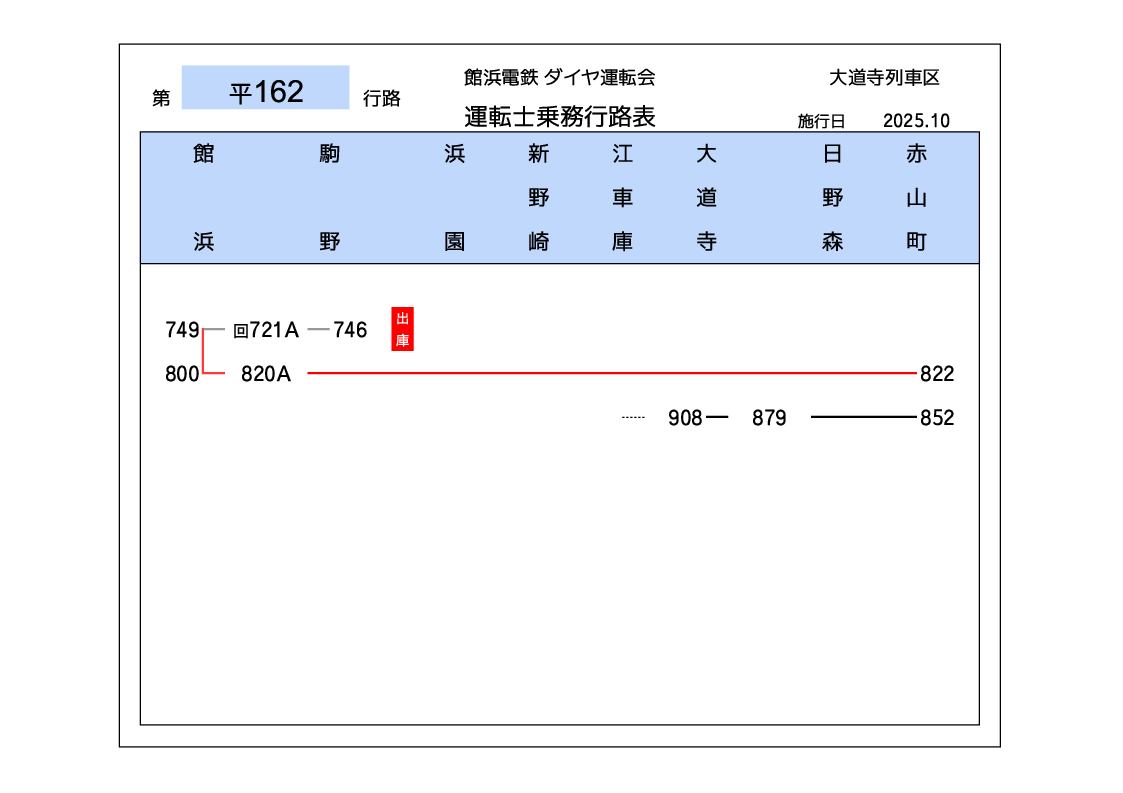 館浜電鉄 ダイヤ運転会 大道寺列車区
第 平162 行路 運転士乗務行路表 施行日 2025.10
館浜 駒野 浜園 新野崎 江車庫 大道寺 日野森 赤山町
749 回721A 746 出庫
800 820A 822
908 879 852